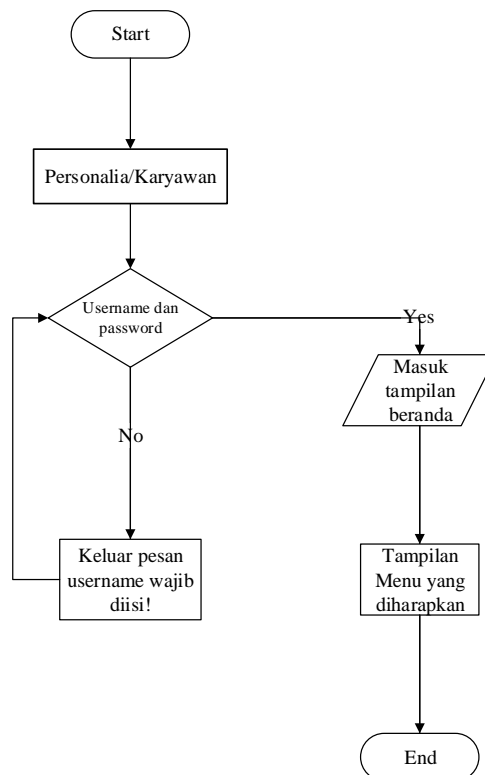 Start
Personalia/Karyawan
Username dan
password
Yes
Masuk
tampilan
beranda
No
Keluar pesan
username wajib
diisi!
Tampilan
Menu yang
diharapkan
End